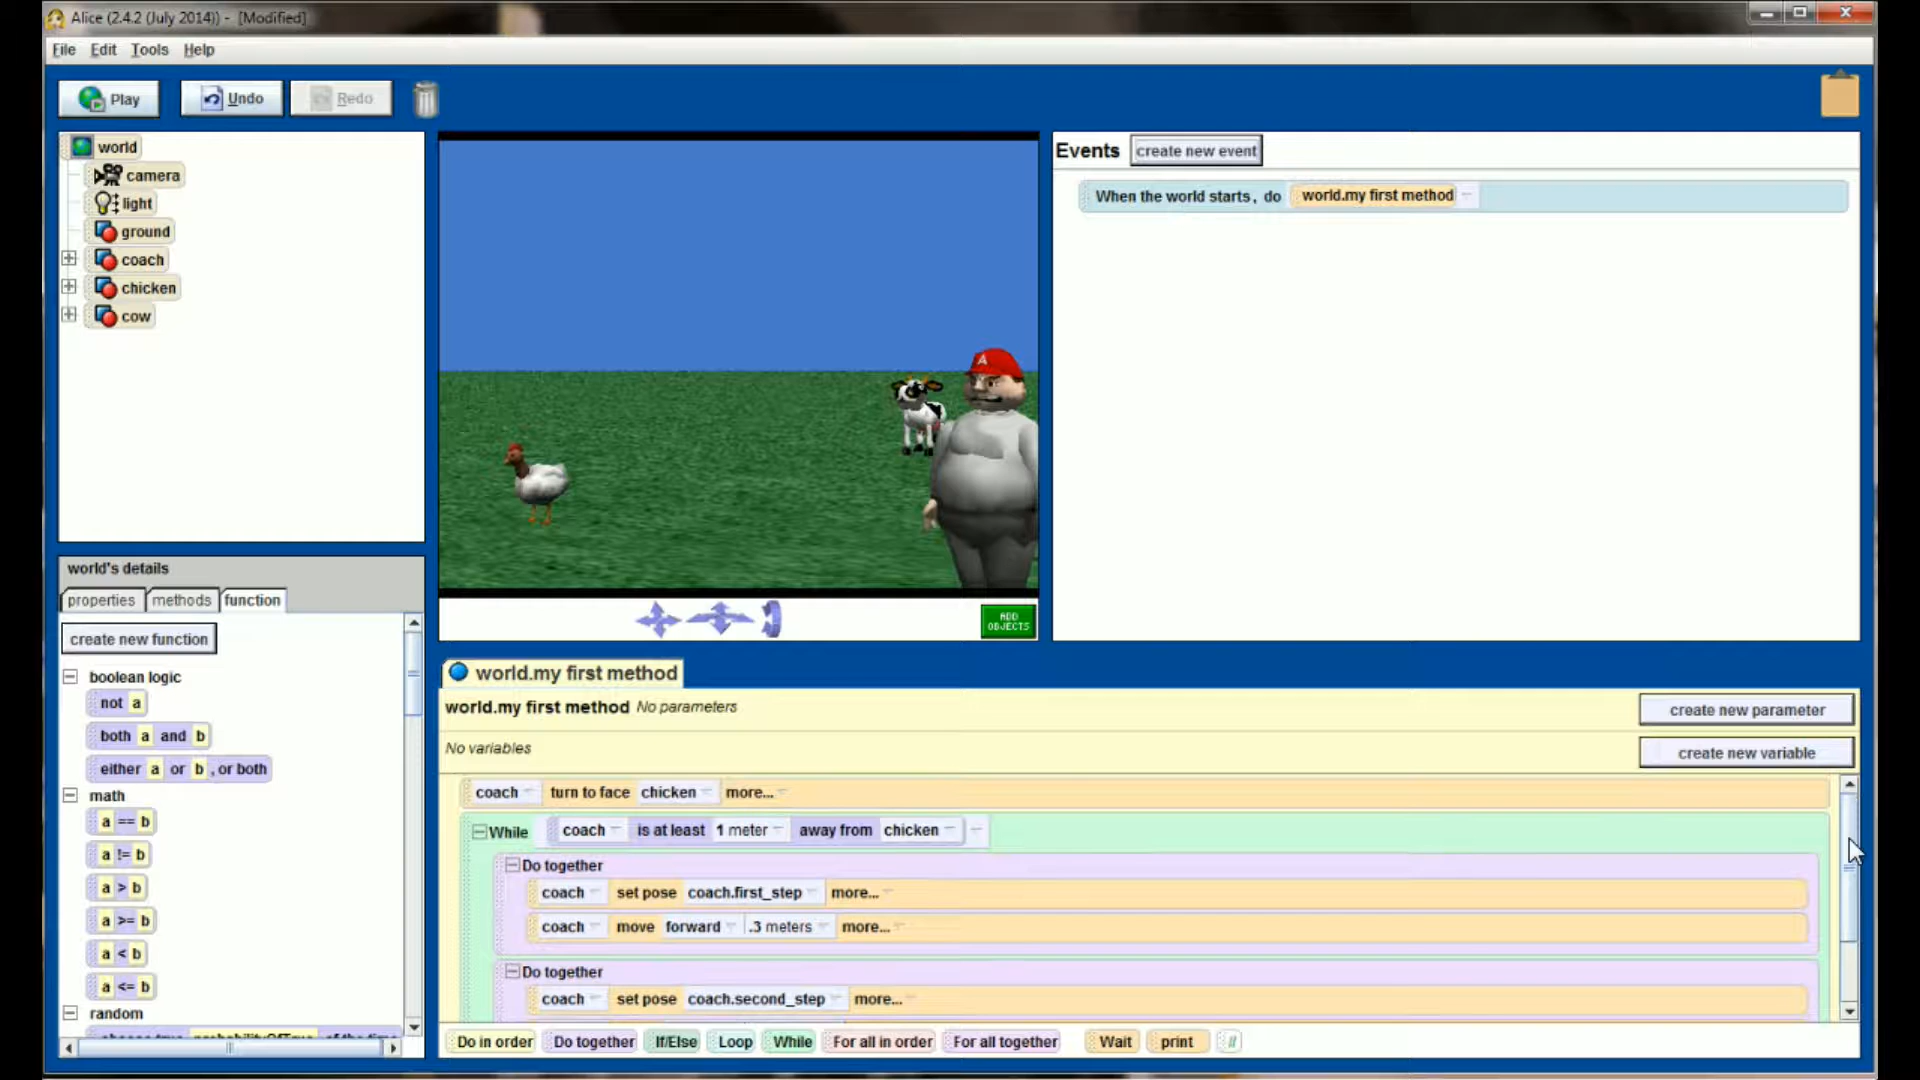 Alice (2.4.2 (July 2014)) - [Modified]
File Edit Tools Help
Play Undo Redo
world
camera
light
ground
coach
chicken
cow
A
ADD OBJECTS
Events create new event
When the world starts, do world.my first method
world's details
properties methods function
create new function
boolean logic
not a
both a and b
either a or b , or both
math
a == b
a != b
a > b
a >= b
a < b
a <= b
random
world.my first method
world.my first method No parameters
create new parameter
No variables
create new variable
coach turn to face chicken more...
While coach is at least 1 meter away from chicken
Do together
coach set pose coach.first_step more...
coach move forward .3 meters more...
Do together
coach set pose coach.second_step more...
Do in order Do together If/Else Loop While For all in order For all together Wait print //